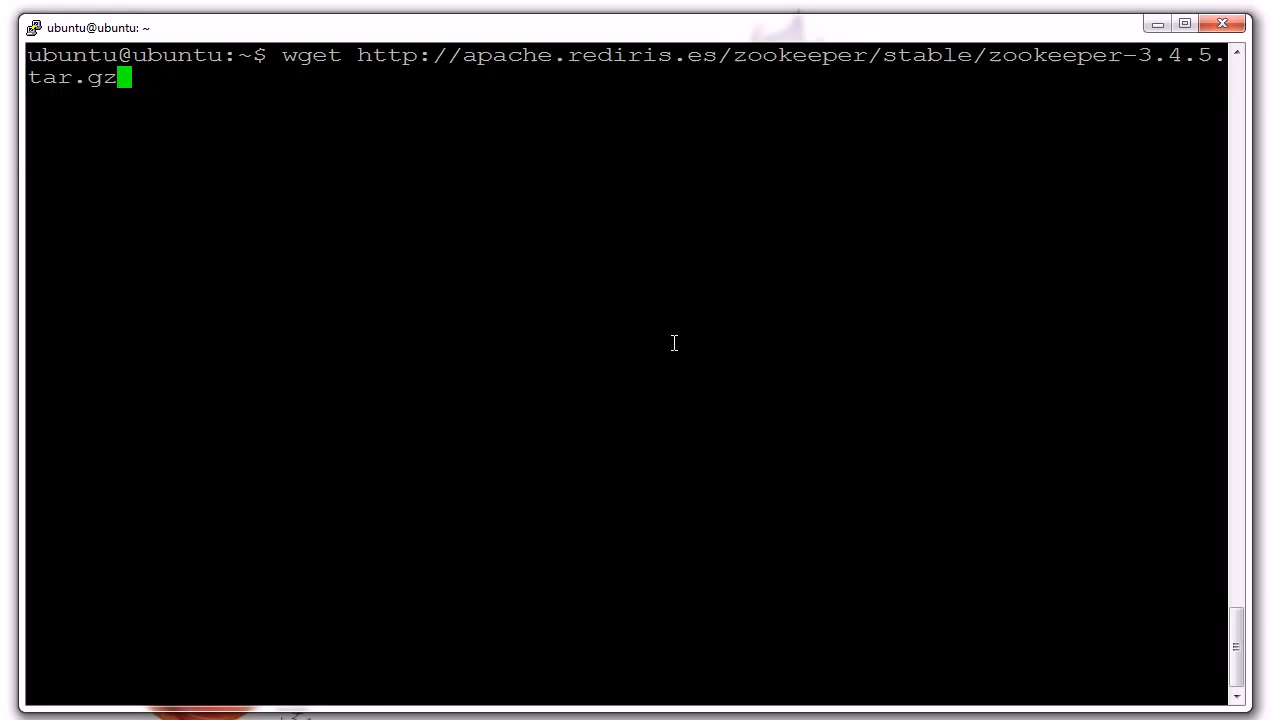 ubuntu@ubuntu: ~
ubuntu@ubuntu:~$ wget http://apache.rediris.es/zookeeper/stable/zookeeper-3.4.5.
tar.gz